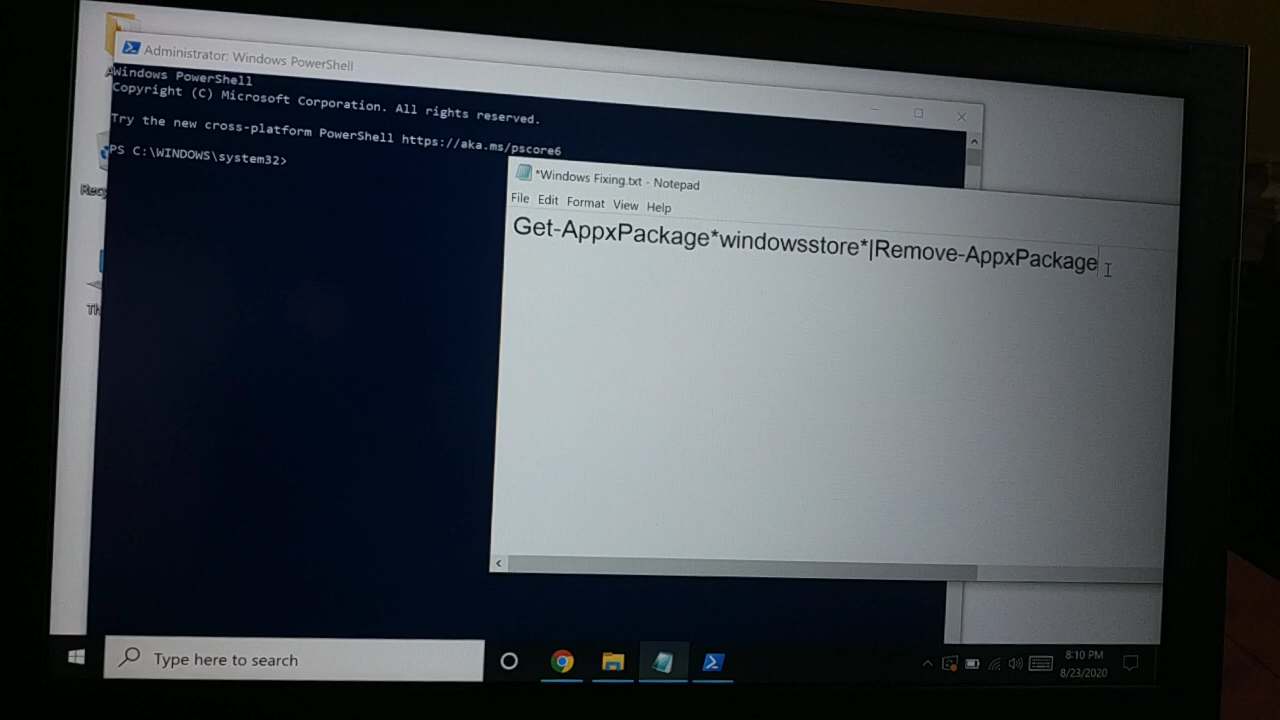 Administrator: Windows PowerShell
Windows PowerShell
Copyright (C) Microsoft Corporation. All rights reserved.
Try the new cross-platform PowerShell https://aka.ms/pscore6
PS C:\WINDOWS\system32>
*Windows Fixing.txt - Notepad
File Edit Format View Help
Get-AppxPackage*windowsstore*|Remove-AppxPackage
Type here to search
8:10 PM
8/23/2020